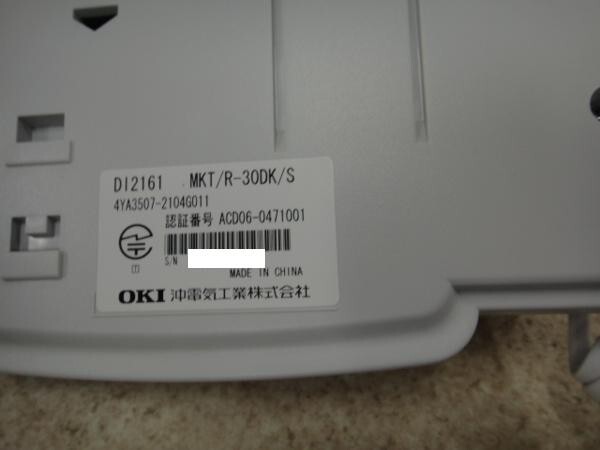 DI2161 MKT/R-30DK/S
4YA3507-2104G011
認証番号 ACD06-0471001
S/N
MADE IN CHINA
OKI 沖電気工業株式会社